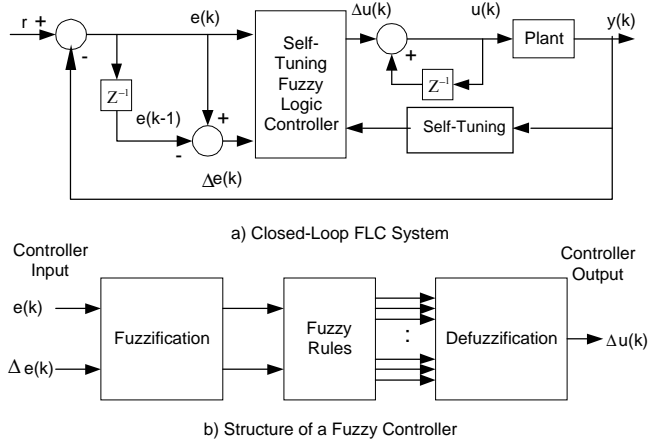 r + e(k) Δu(k) u(k) y(k)
Self-
Tuning
Fuzzy
Logic
Controller
Plant
-
+
Z⁻¹
Z⁻¹
e(k-1)
+
-
Self-Tuning
Δe(k)
a) Closed-Loop FLC System
Controller
Input
Controller
Output
e(k)
Fuzzification
Fuzzy
Rules
:
Defuzzification
Δu(k)
Δ e(k)
b) Structure of a Fuzzy Controller